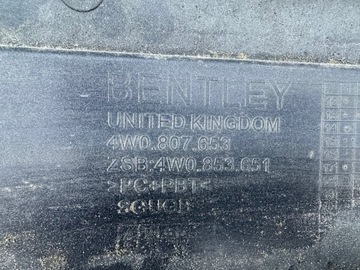 BENTLEY
UNITED KINGDOM
4W0.807.653
ZSB:4W0.853.651
>PC+PBT<